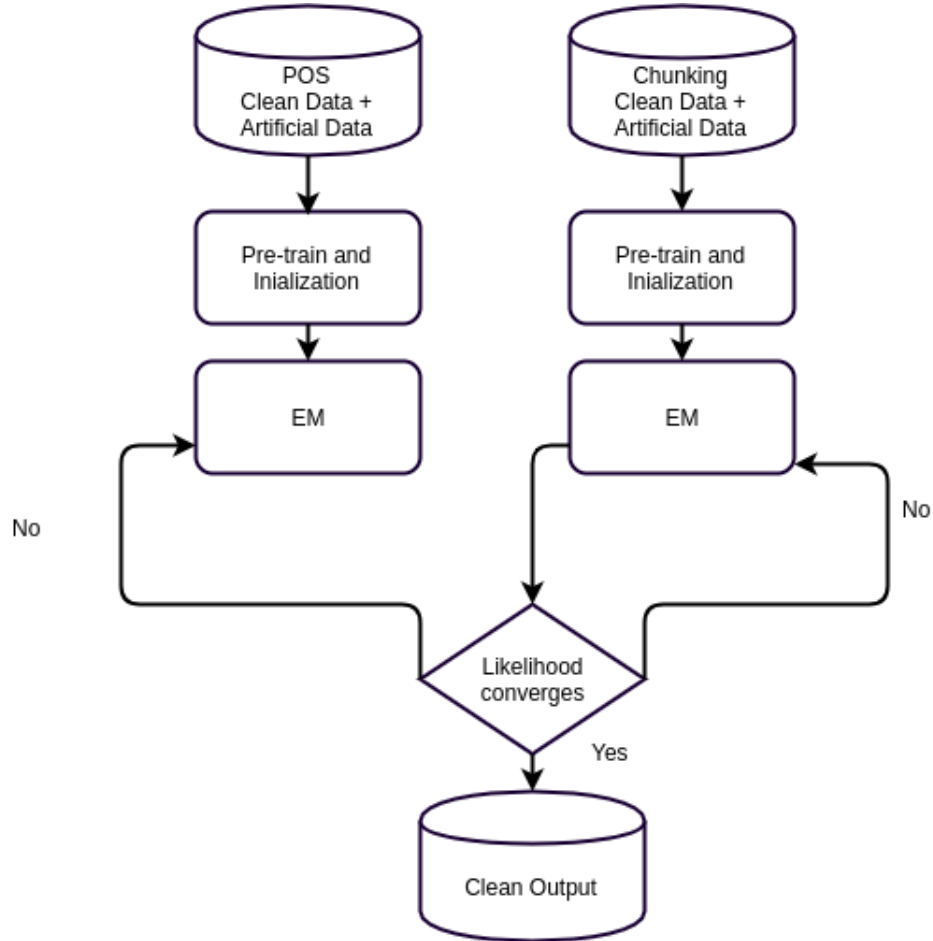 POS
Clean Data +
Artificial Data
Chunking
Clean Data +
Artificial Data
Pre-train and
Inialization
Pre-train and
Inialization
EM
EM
No
No
Likelihood
converges
Yes
Clean Output